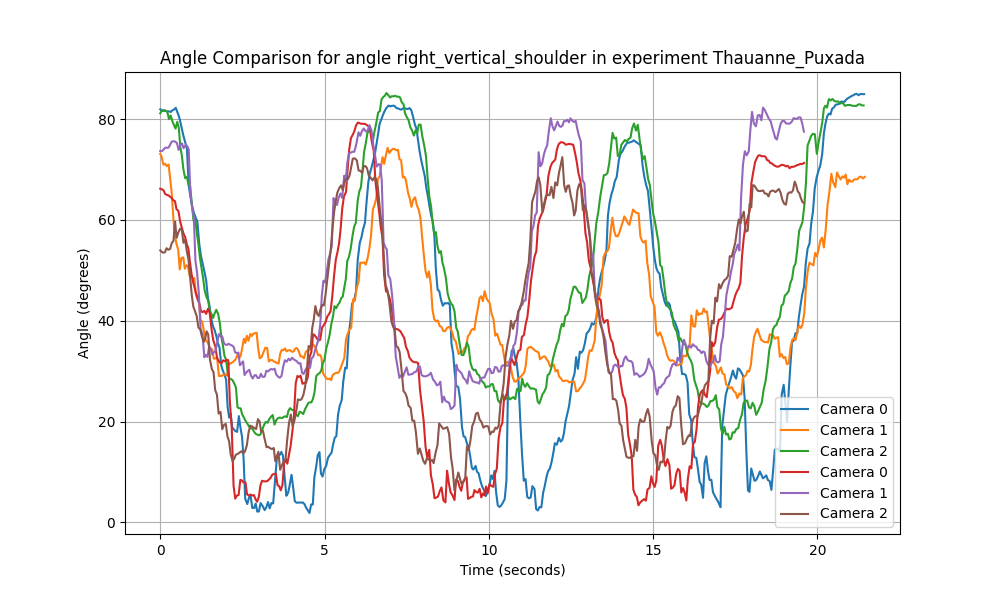 Angle Comparison for angle right_vertical_shoulder in experiment Thauanne_Puxada
80
60
40
20
0
Angle (degrees)
0 5 10 15 20
Time (seconds)
Camera 0
Camera 1
Camera 2
Camera 0
Camera 1
Camera 2